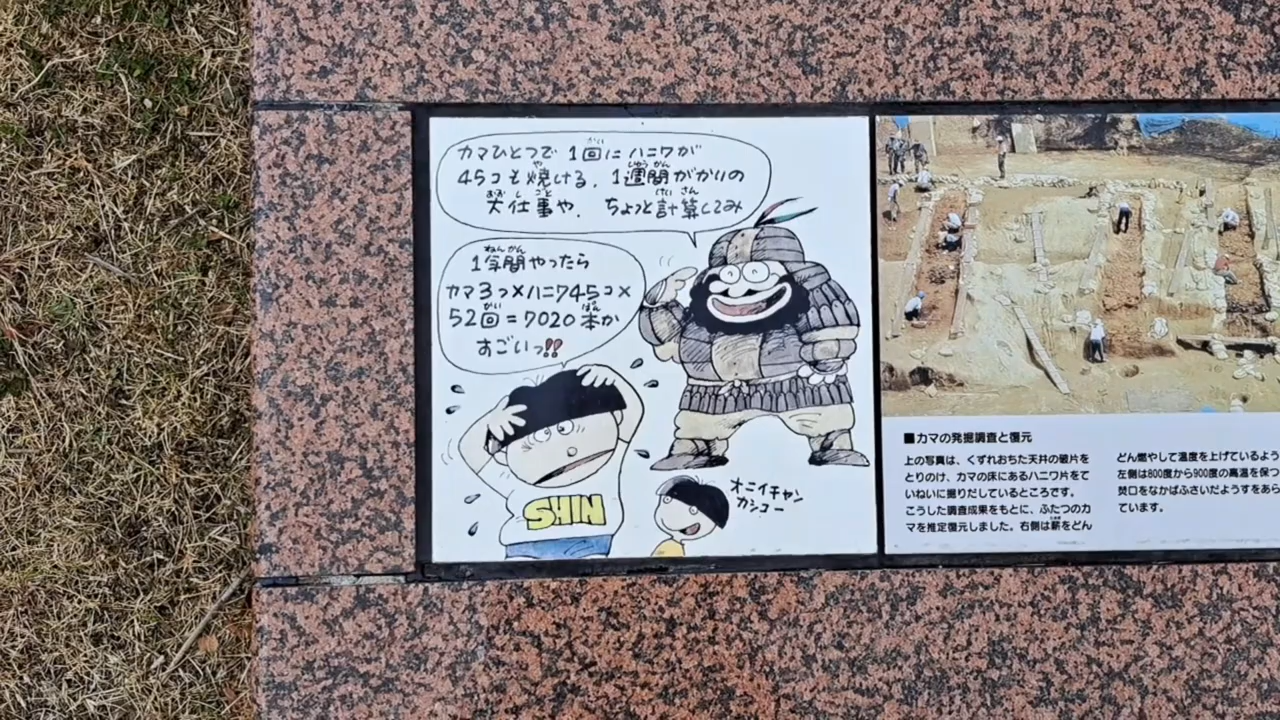 カマひとつで 1回にハニワが
45コも焼ける。1週間がかりの
大仕事や。ちょっと計算してみ
1年間やったら
カマ3つ×ハニワ45コ×
52回=7020本か
すごいっ!!
SHIN
オニイチャン
カシコー
■カマの発掘調査と復元
上の写真は、くずれおちた天井の破片を
とりのけ、カマの床にあるハニワ片をて
いねいに掘りだしているところです。
こうした調査成果をもとに、ふたつのカ
マを推定復元しました。右側は薪をどん
どん燃やして温度を上げているよう
左側は800度から900度の高温を保つ
焚口をなかばふさいだようすをあら
ています。